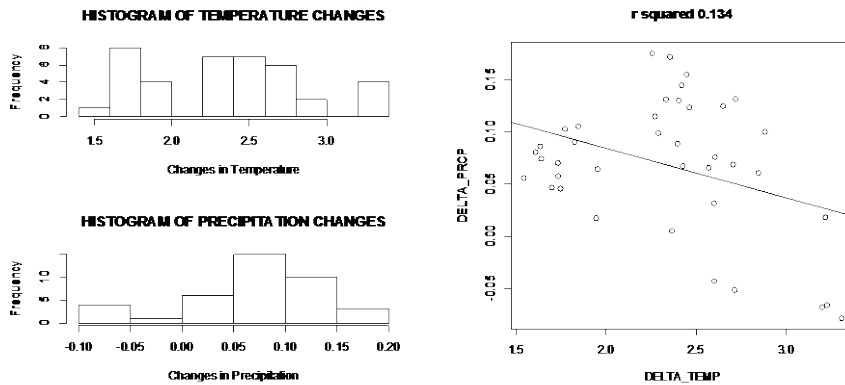 HISTOGRAM OF TEMPERATURE CHANGES
Frequency
0 2 4 6 8
1.5 2.0 2.5 3.0
Changes in Temperature
HISTOGRAM OF PRECIPITATION CHANGES
Frequency
0 5 10
-0.10 -0.05 0.00 0.05 0.10 0.15 0.20
Changes in Precipitation
r squared 0.134
DELTA_PRCP
-0.05 0.00 0.05 0.10 0.15
1.5 2.0 2.5 3.0
DELTA_TEMP